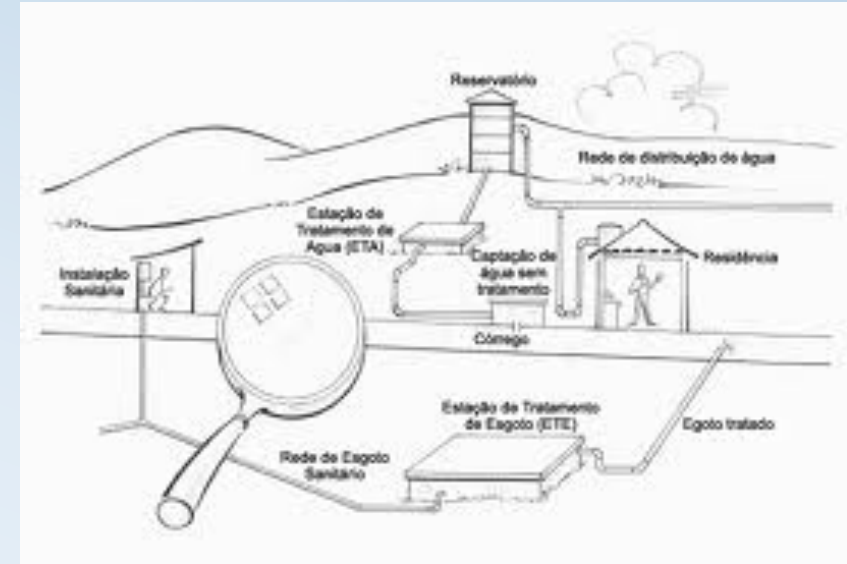 Reservatório
Rede de distribuição de água
Estação de
Tratamento de
Água (ETA)
Captação de
água sem
tratamento
Residência
Instalação
Sanitária
Córrego
Estação de Tratamento
de Esgoto (ETE)
Egoto tratado
Rede de Esgoto
Sanitário